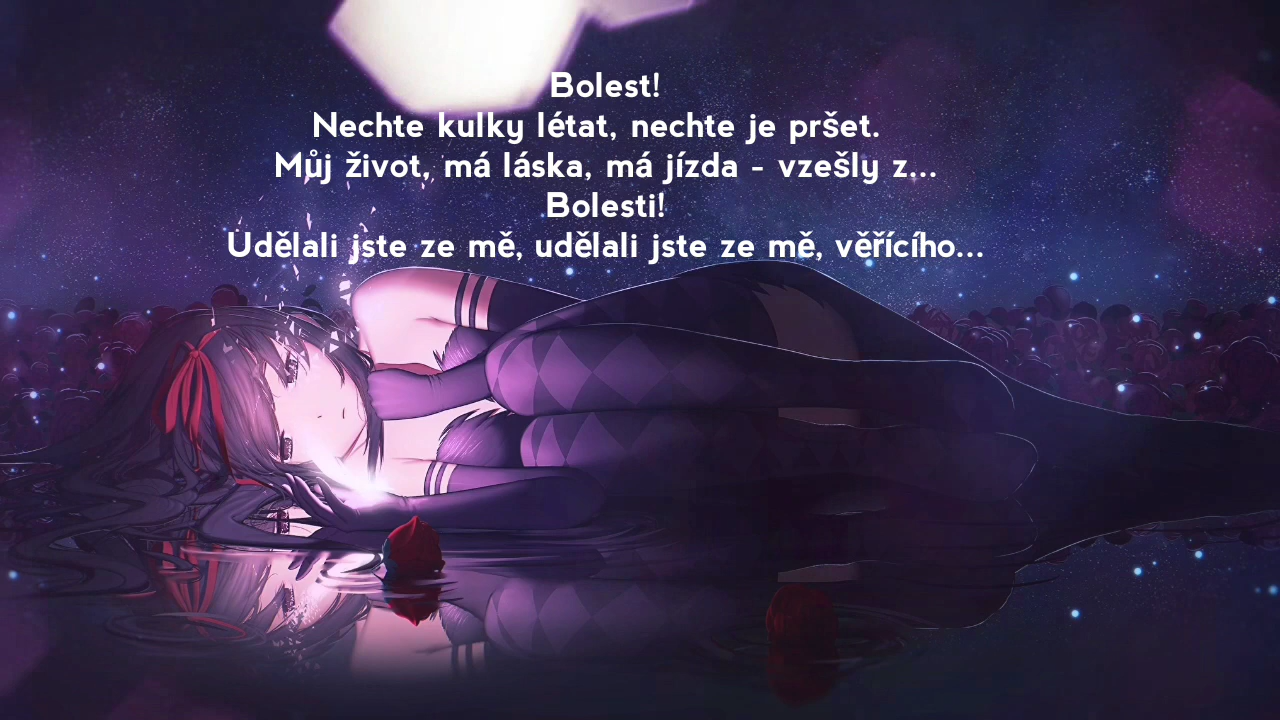 Bolest!
Nechte kulky létat, nechte je pršet.
Můj život, má láska, má jízda - vzešly z...
Bolesti!
Udělali jste ze mě, udělali jste ze mě, věřícího...